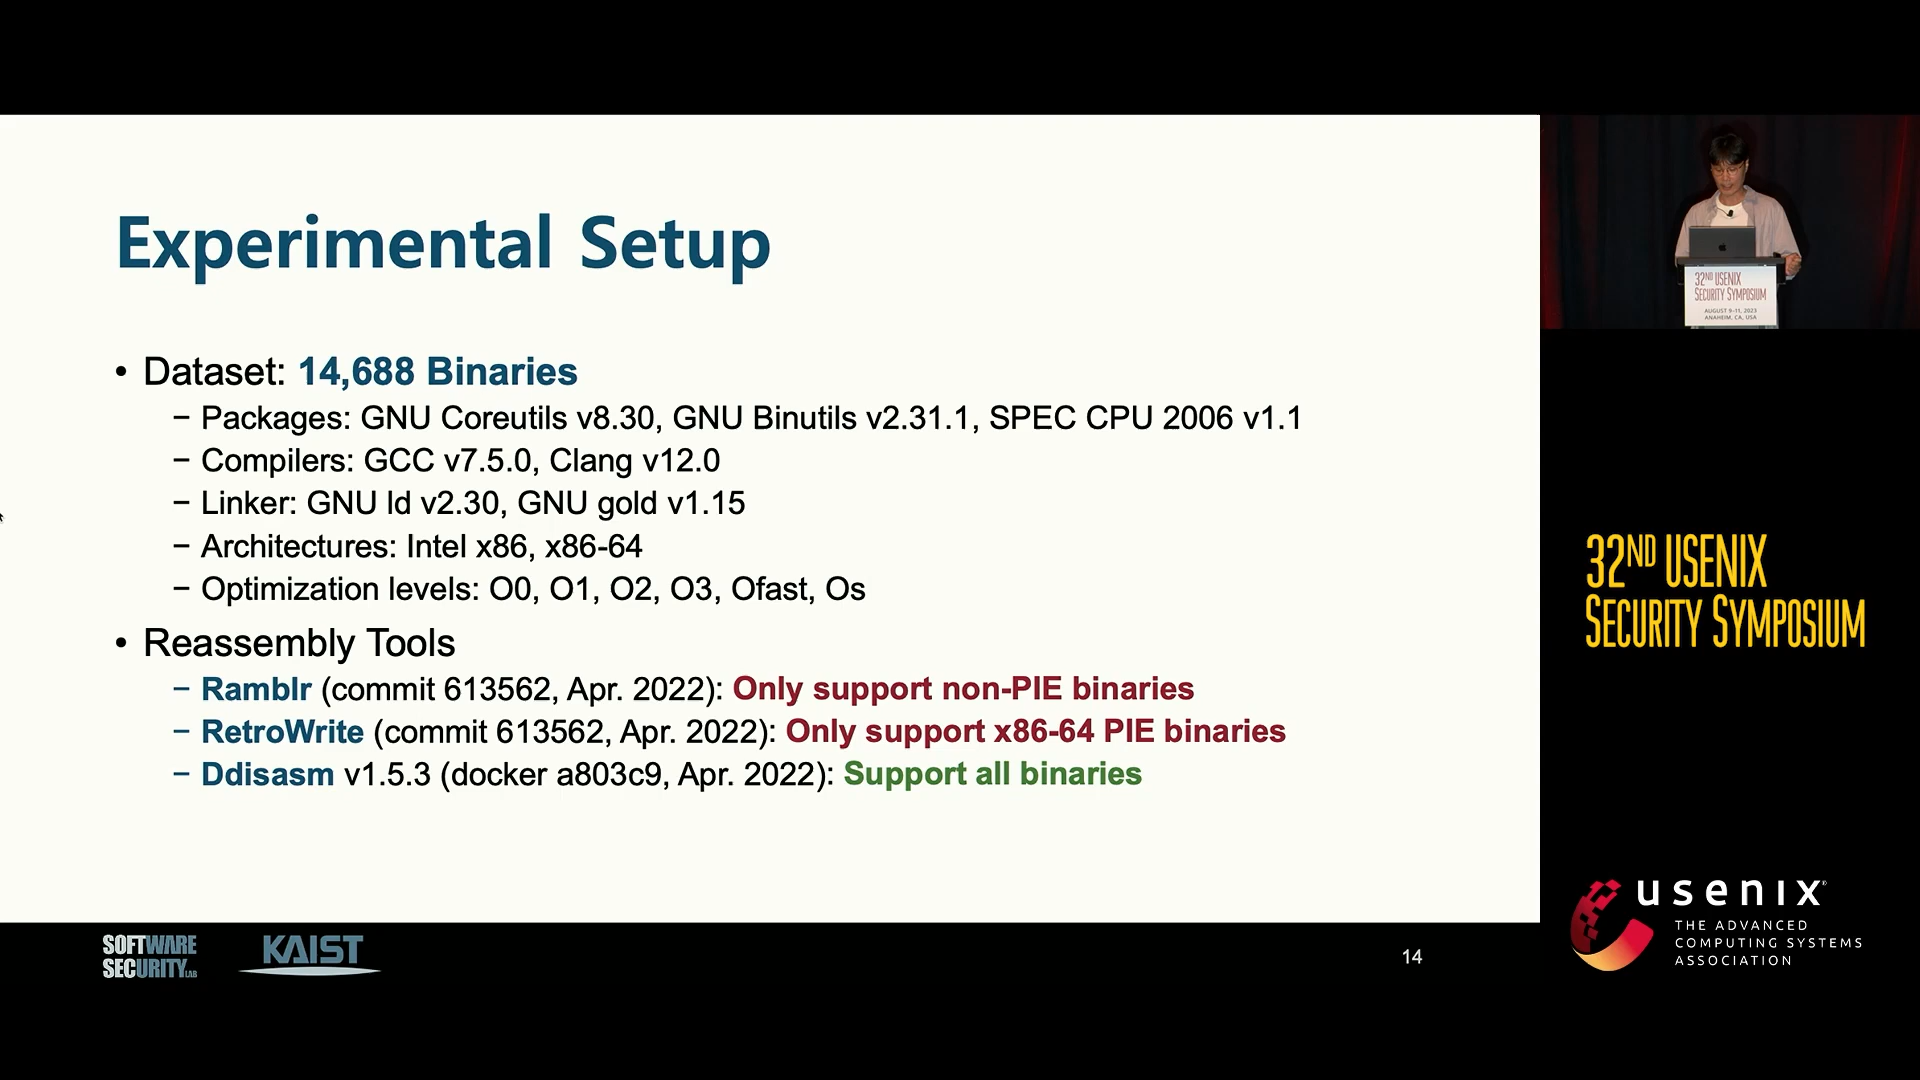 Experimental Setup
• Dataset: 14,688 Binaries
– Packages: GNU Coreutils v8.30, GNU Binutils v2.31.1, SPEC CPU 2006 v1.1
– Compilers: GCC v7.5.0, Clang v12.0
– Linker: GNU ld v2.30, GNU gold v1.15
– Architectures: Intel x86, x86-64
– Optimization levels: O0, O1, O2, O3, Ofast, Os
• Reassembly Tools
– Ramblr (commit 613562, Apr. 2022): Only support non-PIE binaries
– RetroWrite (commit 613562, Apr. 2022): Only support x86-64 PIE binaries
– Ddisasm v1.5.3 (docker a803c9, Apr. 2022): Support all binaries
SOFTWARE
SECURITY LAB
KAIST
14
32ND USENIX
SECURITY SYMPOSIUM
AUGUST 9–11, 2023
ANAHEIM, CA, USA
32ND USENIX
SECURITY SYMPOSIUM
usenix®
THE ADVANCED
COMPUTING SYSTEMS
ASSOCIATION